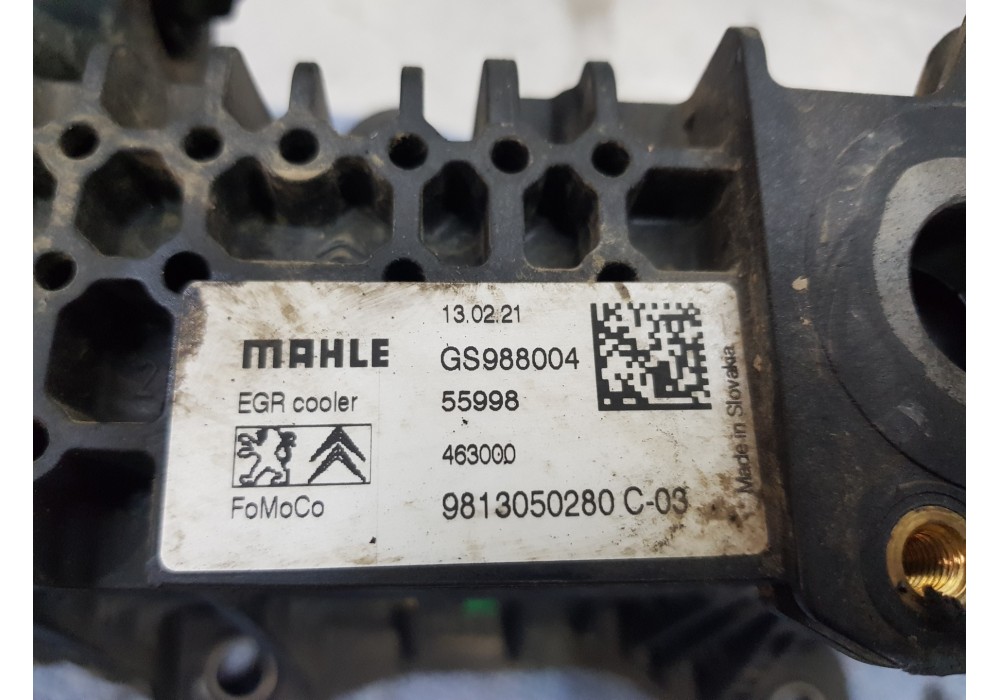 13.02.21
MAHLE
GS988004
EGR cooler
55998
463000
FoMoCo
9813050280 C-03
Made in Slovakia